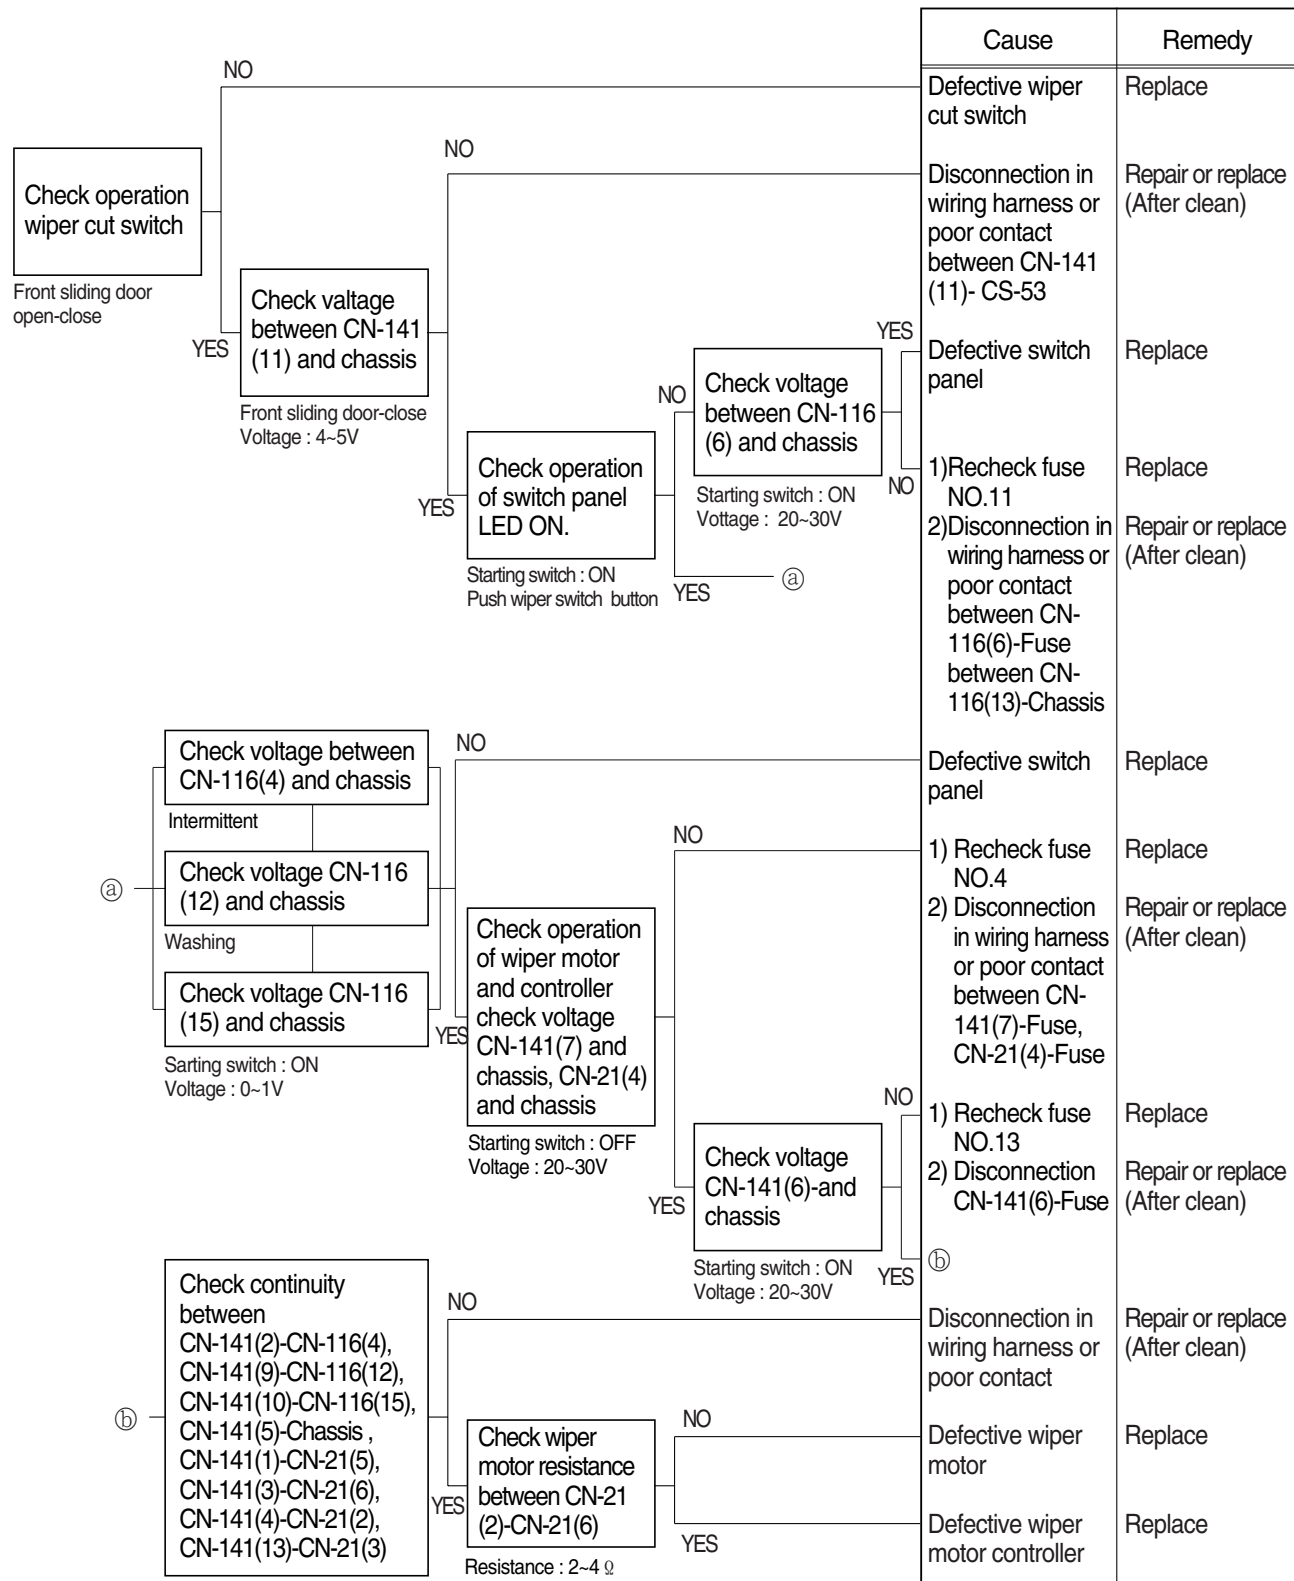 Cause
Remedy
NO
Defective wiper
cut switch
Replace
Check operation
wiper cut switch
Front sliding door
open-close
NO
Disconnection in
wiring harness or
poor contact
between CN-141
(11)- CS-53
Repair or replace
(After clean)
YES
Check valtage
between CN-141
(11) and chassis
Front sliding door-close
Voltage : 4~5V
YES
Defective switch
panel
Replace
NO
Check voltage
between CN-116
(6) and chassis
Starting switch : ON
Vottage : 20~30V
NO
1)Recheck fuse
NO.11
Replace
2)Disconnection in
wiring harness or
poor contact
between CN-
116(6)-Fuse
between CN-
116(13)-Chassis
Repair or replace
(After clean)
YES
Check operation
of switch panel
LED ON.
Starting switch : ON
Push wiper switch button
YES
ⓐ
NO
Defective switch
panel
Replace
Check voltage between
CN-116(4) and chassis
Intermittent
ⓐ
Check voltage CN-116
(12) and chassis
Washing
Check voltage CN-116
(15) and chassis
Sarting switch : ON
Voltage : 0~1V
NO
1) Recheck fuse
NO.4
Replace
2) Disconnection
in wiring harness
or poor contact
between CN-
141(7)-Fuse,
CN-21(4)-Fuse
Repair or replace
(After clean)
YES
Check operation
of wiper motor
and controller
check voltage
CN-141(7) and
chassis, CN-21(4)
and chassis
Starting switch : OFF
Voltage : 20~30V
NO
1) Recheck fuse
NO.13
Replace
2) Disconnection
CN-141(6)-Fuse
Repair or replace
(After clean)
YES
Check voltage
CN-141(6)-and
chassis
Starting switch : ON
Voltage : 20~30V
YES
ⓑ
NO
Disconnection in
wiring harness or
poor contact
Repair or replace
(After clean)
ⓑ
Check continuity
between
CN-141(2)-CN-116(4),
CN-141(9)-CN-116(12),
CN-141(10)-CN-116(15),
CN-141(5)-Chassis ,
CN-141(1)-CN-21(5),
CN-141(3)-CN-21(6),
CN-141(4)-CN-21(2),
CN-141(13)-CN-21(3)
NO
Defective wiper
motor
Replace
YES
Check wiper
motor resistance
between CN-21
(2)-CN-21(6)
Resistance : 2~4 Ω
YES
Defective wiper
motor controller
Replace